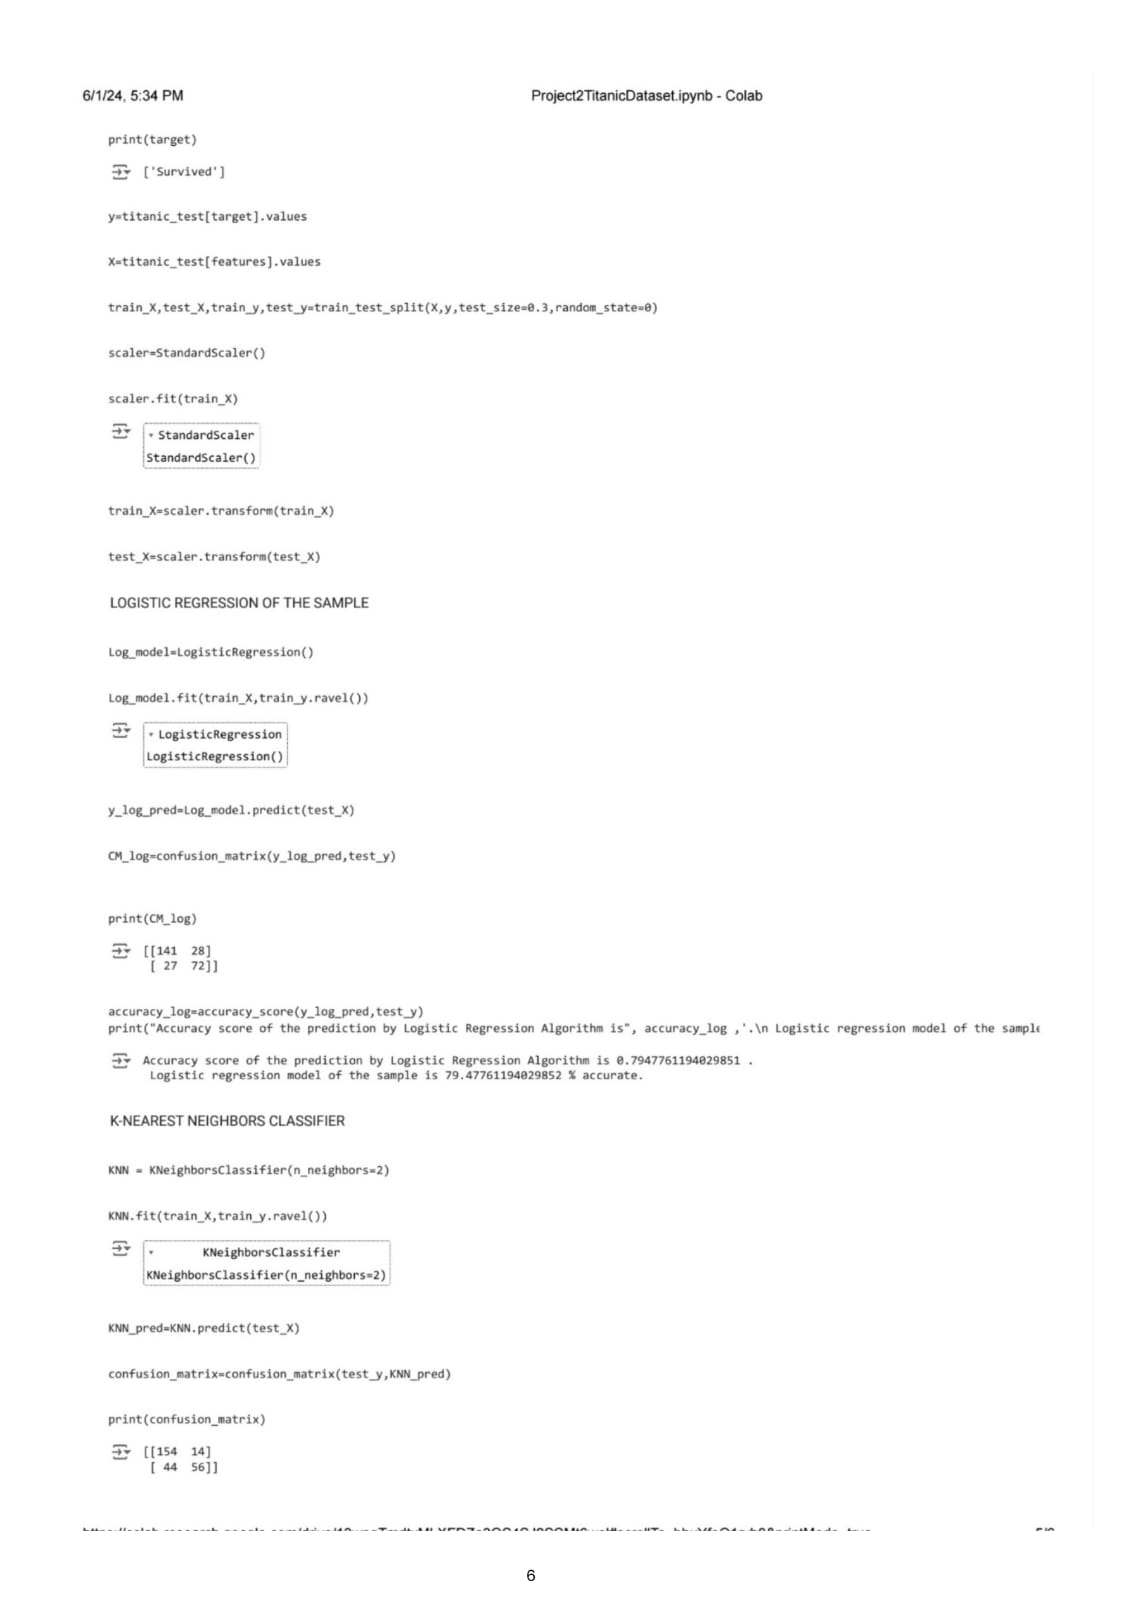 6/1/24, 5:34 PM
Project2TitanicDataset.ipynb - Colab
print(target)
['Survived']
y=titanic_test[target].values
X=titanic_test[features].values
train_X,test_X,train_y,test_y=train_test_split(X,y,test_size=0.3,random_state=0)
scaler=StandardScaler()
scaler.fit(train_X)
▾ StandardScaler
StandardScaler()
train_X=scaler.transform(train_X)
test_X=scaler.transform(test_X)
LOGISTIC REGRESSION OF THE SAMPLE
Log_model=LogisticRegression()
Log_model.fit(train_X,train_y.ravel())
▾ LogisticRegression
LogisticRegression()
y_log_pred=Log_model.predict(test_X)
CM_log=confusion_matrix(y_log_pred,test_y)
print(CM_log)
[[141  28]
 [ 27  72]]
accuracy_log=accuracy_score(y_log_pred,test_y)
print("Accuracy score of the prediction by Logistic Regression Algorithm is", accuracy_log ,'.\n Logistic regression model of the sample
Accuracy score of the prediction by Logistic Regression Algorithm is 0.7947761194029851 .
 Logistic regression model of the sample is 79.47761194029852 % accurate.
K-NEAREST NEIGHBORS CLASSIFIER
KNN = KNeighborsClassifier(n_neighbors=2)
KNN.fit(train_X,train_y.ravel())
▾ KNeighborsClassifier
KNeighborsClassifier(n_neighbors=2)
KNN_pred=KNN.predict(test_X)
confusion_matrix=confusion_matrix(test_y,KNN_pred)
print(confusion_matrix)
[[154  14]
 [ 44  56]]
6